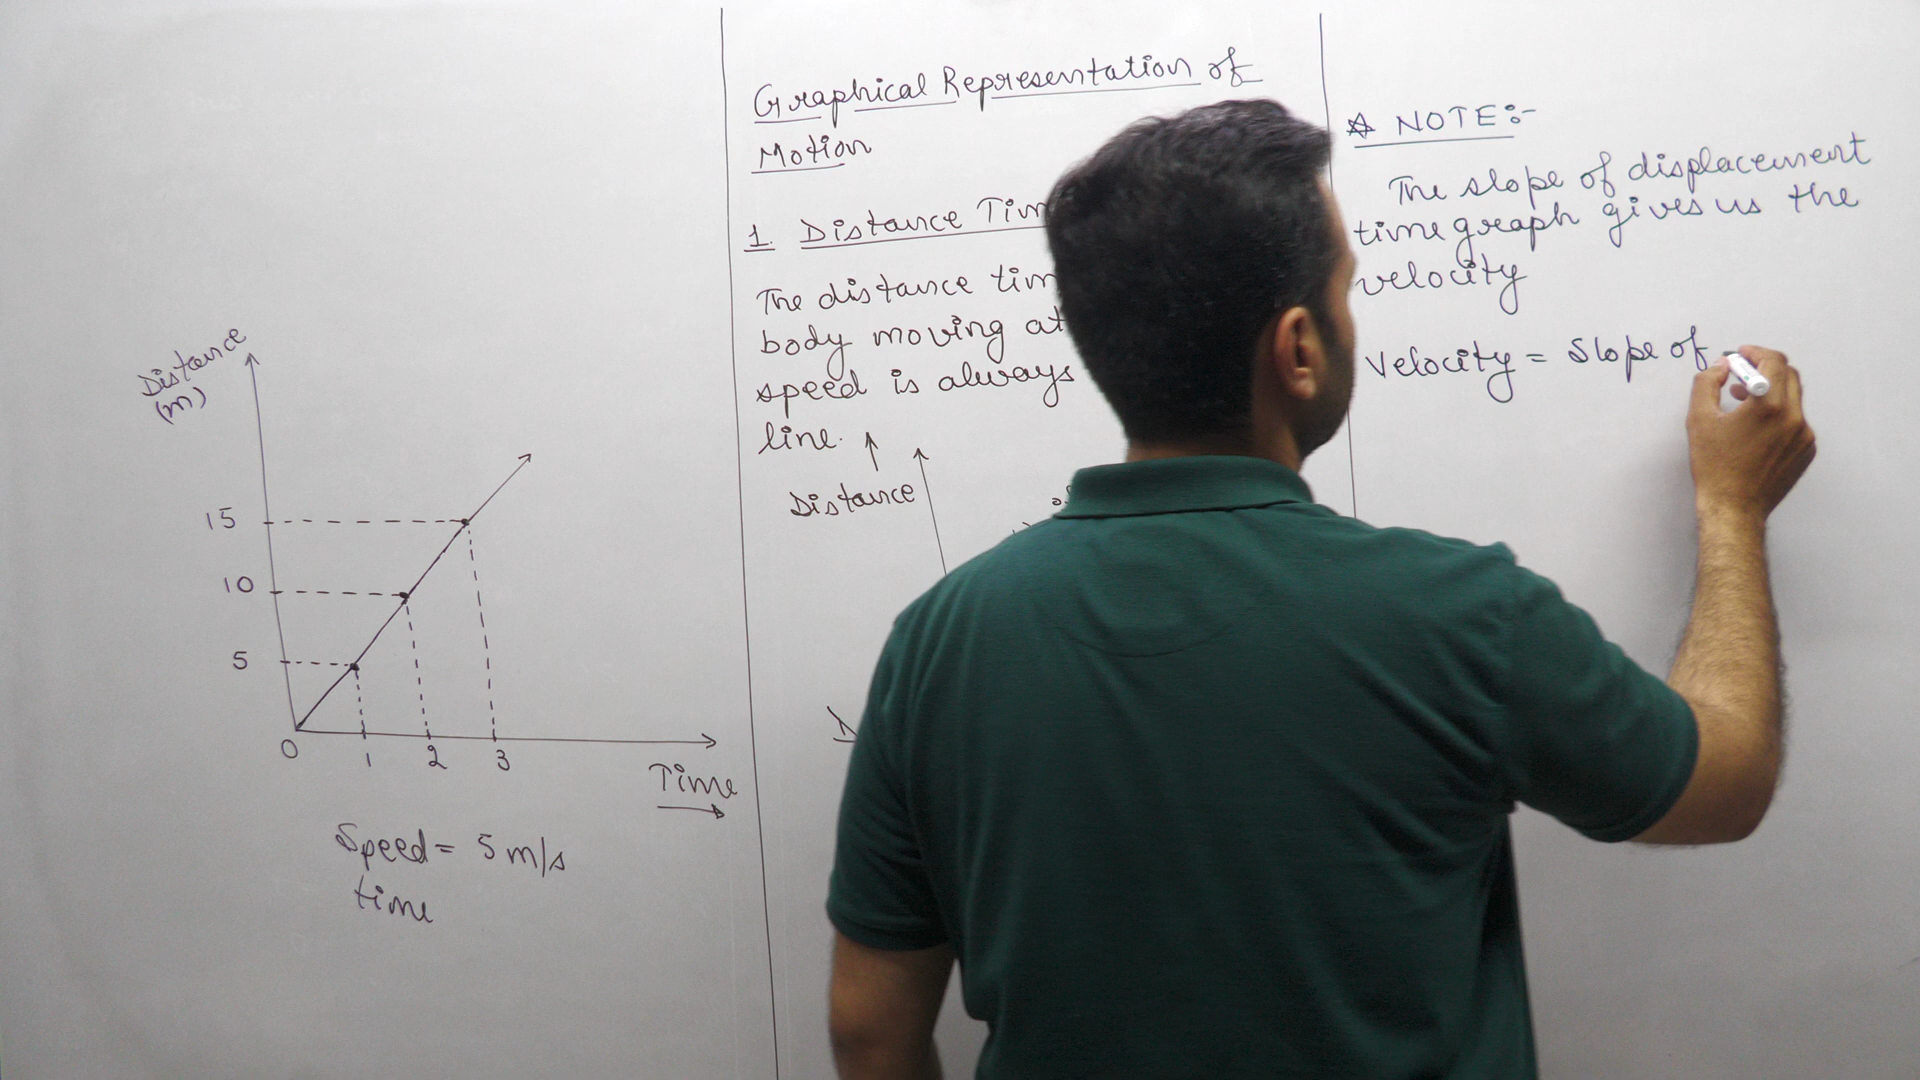 Distance
(m)
15
10
5
0
1
2
3
Time
Speed = 5 m/s
time
Graphical Representation of
Motion
1. Distance
The distance
body moving at
speed is always
line.
Distance
☆ NOTE:-
The slope of displacement
time graph gives us the
velocity
Velocity = Slope of